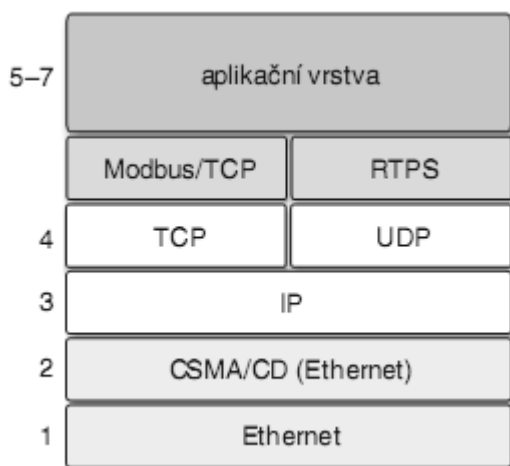 5–7 aplikační vrstva
Modbus/TCP RTPS
4 TCP UDP
3 IP
2 CSMA/CD (Ethernet)
1 Ethernet